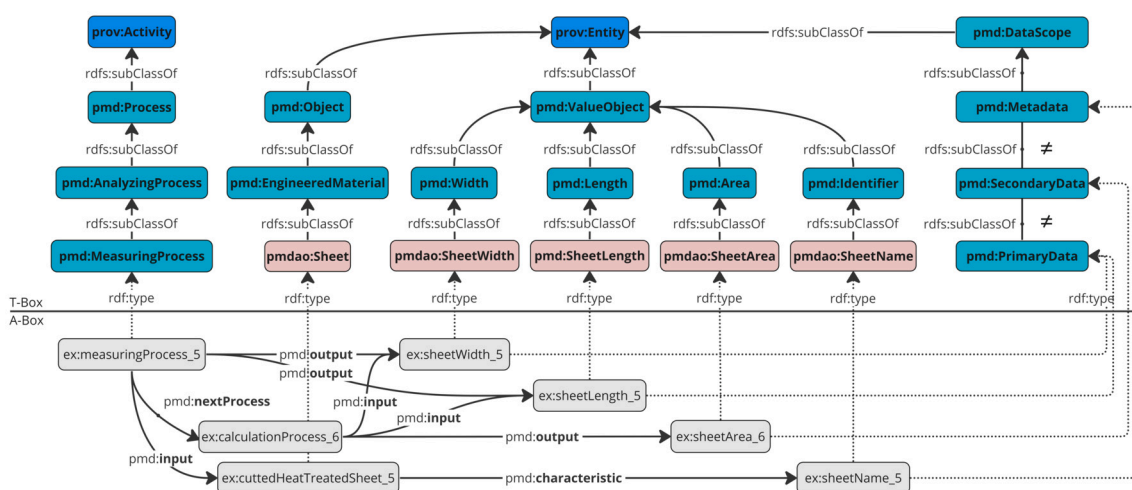 prov:Activity
prov:Entity
rdfs:subClassOf
pmd:DataScope
rdfs:subClassOf
rdfs:subClassOf
rdfs:subClassOf
rdfs:subClassOf
pmd:Process
pmd:Object
pmd:ValueObject
pmd:Metadada
rdfs:subClassOf
rdfs:subClassOf
rdfs:subClassOf
rdfs:subClassOf
rdfs:subClassOf
rdfs:subClassOf
rdfs:subClassOf
≠
pmd:AnalyzingProcess
pmd:EngineeredMaterial
pmd:Width
pmd:Length
pmd:Area
pmd:Identifier
pmd:SecondaryData
rdfs:subClassOf
rdfs:subClassOf
rdfs:subClassOf
rdfs:subClassOf
rdfs:subClassOf
rdfs:subClassOf
rdfs:subClassOf
≠
pmd:MeasuringProcess
pmdao:Sheet
pmdao:SheetWidth
pmd:SheetLength
pmdao:SheetArea
pmdao:SheetName
pmd:PrimaryData
T-Box
rdf:type
rdf:type
rdf:type
rdf:type
rdf:type
rdf:type
rdf:type
A-Box
ex:measuringProcess_5
pmd:output
ex:sheetWidth_5
pmd:output
pmd:nextProcess
pmd:input
ex:sheetLength_5
pmd:input
ex:calculationProcess_6
pmd:output
ex:sheetArea_6
pmd:input
ex:cuttedHeatTreatedSheet_5
pmd:characteristic
ex:sheetName_5